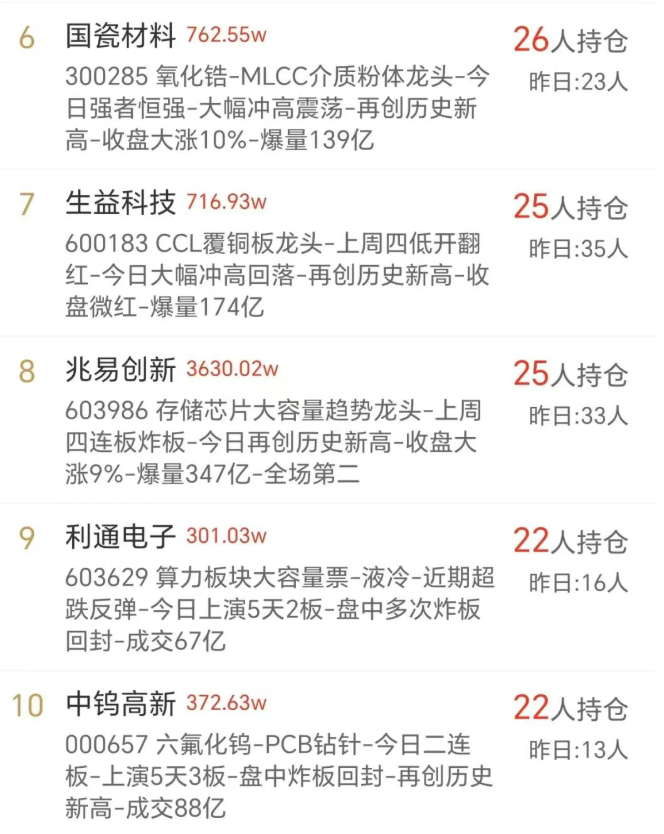 6 国瓷材料 762.55w 26人持仓
300285 氧化锆-MLCC介质粉体龙头-今 昨日:23人
日强者恒强-大幅冲高震荡-再创历史新
高-收盘大涨10%-爆量139亿
7 生益科技 716.93w 25人持仓
600183 CCL覆铜板龙头-上周四低开翻 昨日:35人
红-今日大幅冲高回落-再创历史新高-收
盘微红-爆量174亿
8 兆易创新 3630.02w 25人持仓
603986 存储芯片大容量趋势龙头-上周 昨日:33人
四连板炸板-今日再创历史新高-收盘大
涨9%-爆量347亿-全场第二
9 利通电子 301.03w 22人持仓
603629 算力板块大容量票-液冷-近期超 昨日:16人
跌反弹-今日上演5天2板-盘中多次炸板
回封-成交67亿
10 中钨高新 372.63w 22人持仓
000657 六氟化钨-PCB钻针-今日二连 昨日:13人
板-上演5天3板-盘中炸板回封-再创历史
新高-成交88亿